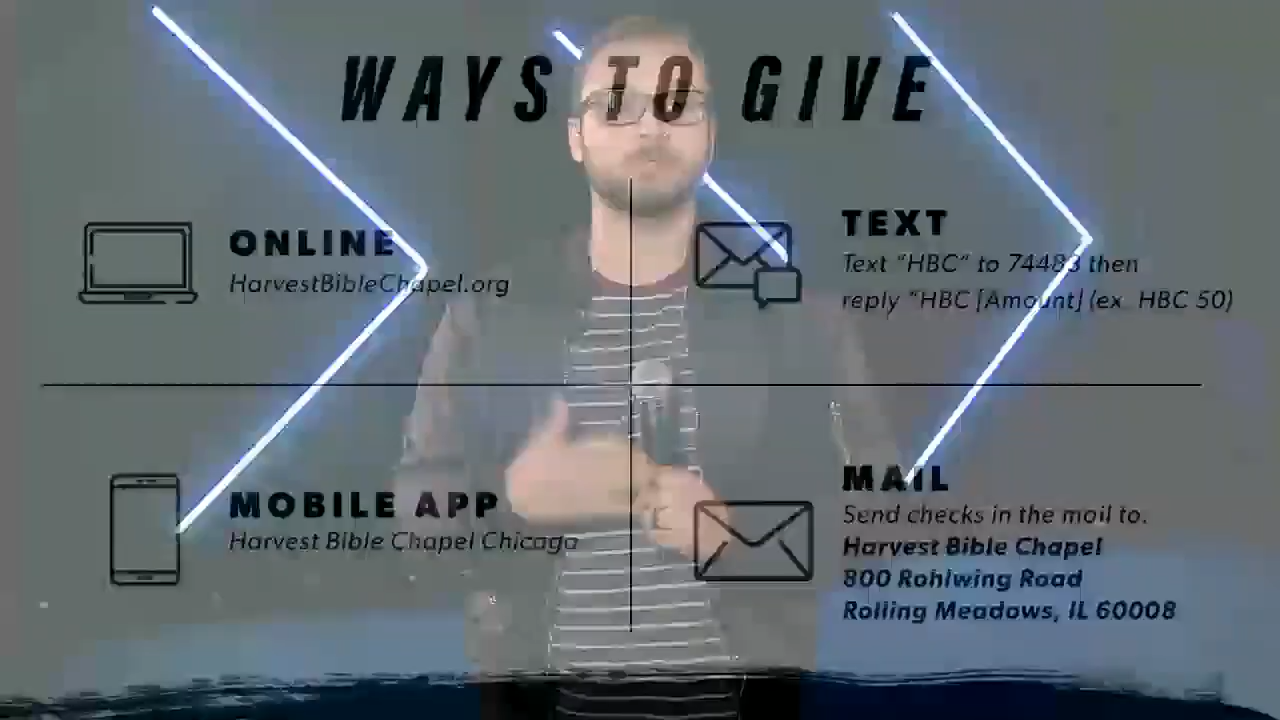 WAYS TO GIVE
ONLINE
HarvestBibleChapel.org
TEXT
Text "HBC" to 74483 then
reply "HBC [Amount] (ex. HBC 50)
MOBILE APP
Harvest Bible Chapel Chicago
MAIL
Send checks in the mail to.
Harvest Bible Chapel
800 Rohlwing Road
Rolling Meadows, IL 60008